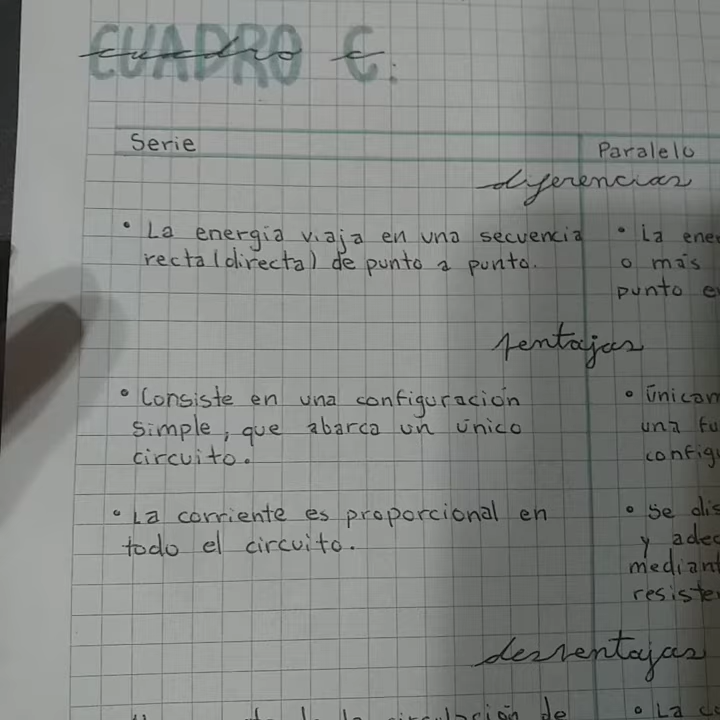 CUADRO C:
cuadro c
Serie
Paralelo
diferencias
• La energía viaja en una secuencia
recta (directa) de punto a punto.
• La ene
o más
punto e
ventajas
• Consiste en una configuración
simple, que abarca un único
circuito.
• Únicam
una fu
config
• La corriente es proporcional en
todo el circuito.
• Se dis
y adec
mediant
resiste
desventajas
de
• La